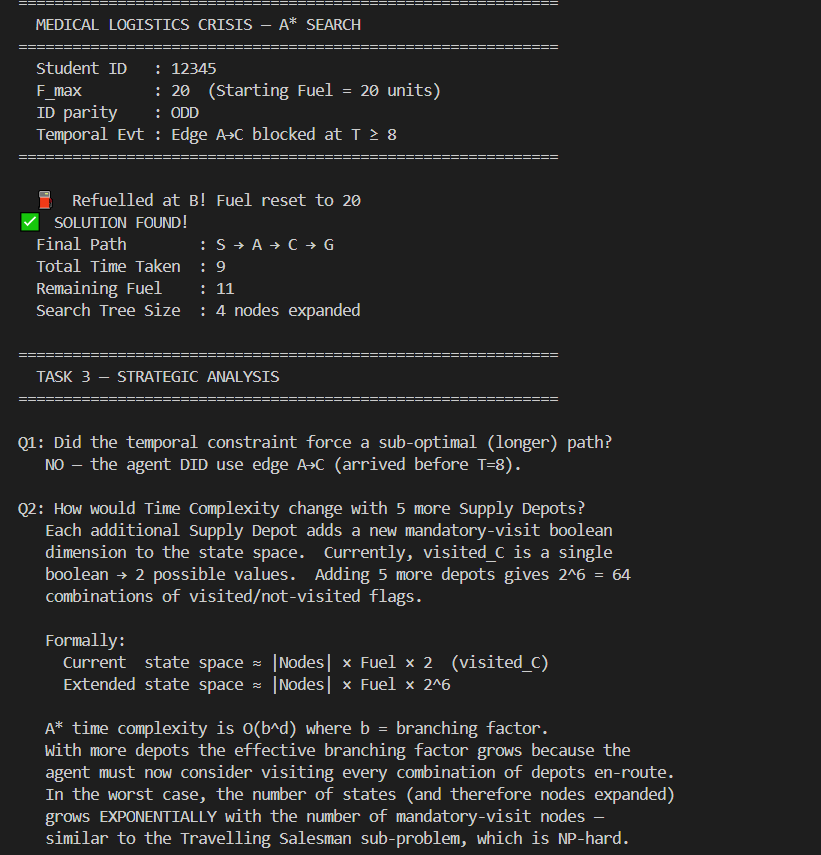 ============================================================
MEDICAL LOGISTICS CRISIS — A* SEARCH
============================================================
Student ID   : 12345
F_max        : 20  (Starting Fuel = 20 units)
ID parity    : ODD
Temporal Evt : Edge A→C blocked at T ≥ 8
============================================================
⛽  Refuelled at B! Fuel reset to 20
✅  SOLUTION FOUND!
Final Path       : S → A → C → G
Total Time Taken : 9
Remaining Fuel   : 11
Search Tree Size : 4 nodes expanded
============================================================
TASK 3 — STRATEGIC ANALYSIS
============================================================
Q1: Did the temporal constraint force a sub-optimal (longer) path?
NO — the agent DID use edge A→C (arrived before T=8).
Q2: How would Time Complexity change with 5 more Supply Depots?
Each additional Supply Depot adds a new mandatory-visit boolean
dimension to the state space.  Currently, visited_C is a single
boolean → 2 possible values.  Adding 5 more depots gives 2^6 = 64
combinations of visited/not-visited flags.
Formally:
Current  state space ≈ |Nodes| × Fuel × 2  (visited_C)
Extended state space ≈ |Nodes| × Fuel × 2^6
A* time complexity is O(b^d) where b = branching factor.
With more depots the effective branching factor grows because the
agent must now consider visiting every combination of depots en-route.
In the worst case, the number of states (and therefore nodes expanded)
grows EXPONENTIALLY with the number of mandatory-visit nodes —
similar to the Travelling Salesman sub-problem, which is NP-hard.